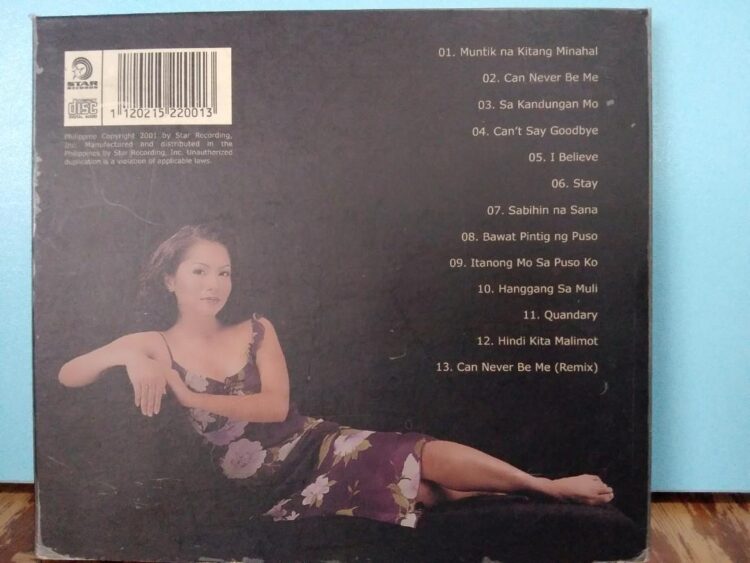 STAR
RECORDS
disc
DIGITAL AUDIO
1 120215 220013
Philippine Copyright 2001 by Star Recording,
Inc. Manufactured and distributed in the
Philippines by Star Recording, Inc. Unauthorized
duplication is a violation of applicable laws.
01. Muntik na Kitang Minahal
02. Can Never Be Me
03. Sa Kandungan Mo
04. Can't Say Goodbye
05. I Believe
06. Stay
07. Sabihin na Sana
08. Bawat Pintig ng Puso
09. Itanong Mo Sa Puso Ko
10. Hanggang Sa Muli
11. Quandary
12. Hindi Kita Malimot
13. Can Never Be Me (Remix)